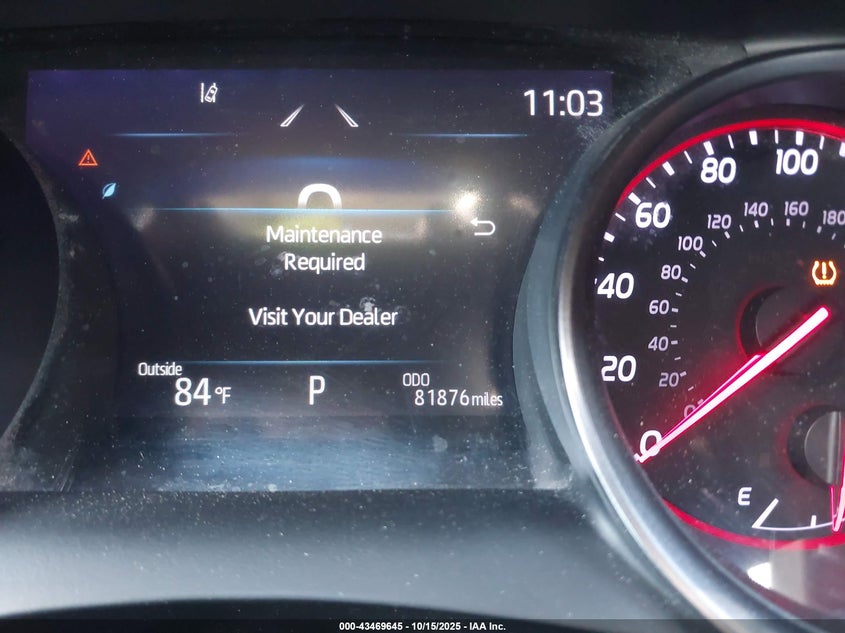 11:03
Maintenance
Required
Visit Your Dealer
Outside
84°F
P
ODO
81876 miles
0
20
40
60
80
100
0
20
40
60
80
100
120
140
160
180
E
000-43469645 - 10/15/2025 - IAA Inc.